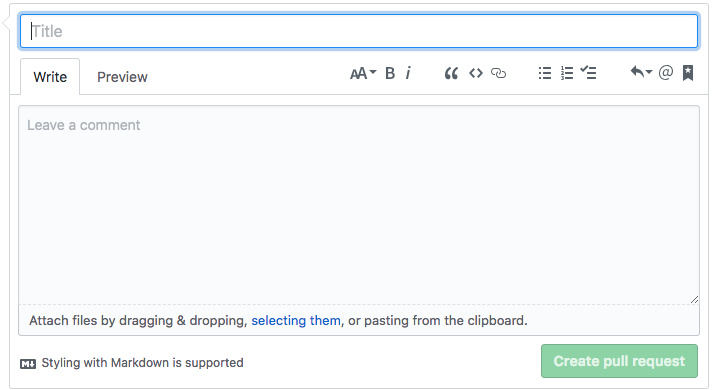 Title
Write Preview AA B i @
Leave a comment
Attach files by dragging & dropping, selecting them, or pasting from the clipboard.
Styling with Markdown is supported
Create pull request